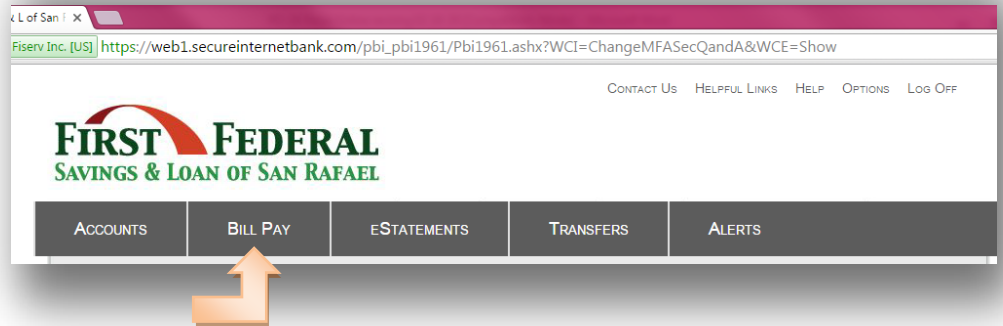 & L of San F
Fiserv Inc. [US] https://web1.secureinternetbank.com/pbi_pbi1961/Pbi1961.ashx?WCI=ChangeMFASecQandA&WCE=Show
Contact Us Helpful Links Help Options Log Off
First Federal
Savings & Loan of San Rafael
Accounts Bill Pay eStatements Transfers Alerts